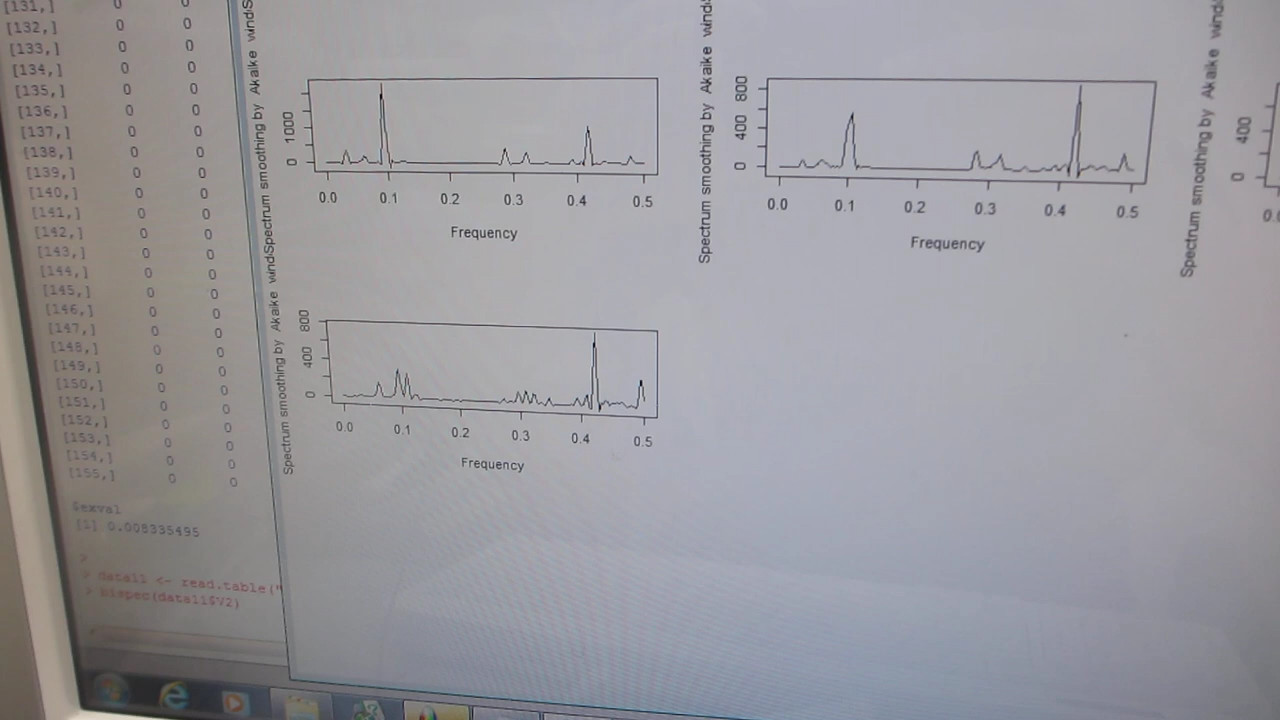 [131,] 0 0
[132,] 0 0
[133,] 0 0
[134,] 0 0
[135,] 0 0
[136,] 0 0
[137,] 0 0
[138,] 0 0
[139,] 0 0
[140,] 0 0
[141,] 0 0
[142,] 0 0
[143,] 0 0
[144,] 0 0
[145,] 0 0
[146,] 0 0
[147,] 0 0
[148,] 0 0
[149,] 0 0
[150,] 0 0
[151,] 0 0
[152,] 0 0
[153,] 0 0
[154,] 0 0
[155,] 0 0
$exval
[1] 0.008335495
>
> data11 <- read.table("
> bispec(data11$V2)
Spectrum smoothing by Akaike wind
0 1000
0.0 0.1 0.2 0.3 0.4 0.5
Frequency
Spectrum smoothing by Akaike wind
0 400 800
0.0 0.1 0.2 0.3 0.4 0.5
Frequency
Spectrum smoothing by Akaike wind
0 400
Spectrum smoothing by Akaike wind
0 400 800
0.0 0.1 0.2 0.3 0.4 0.5
Frequency